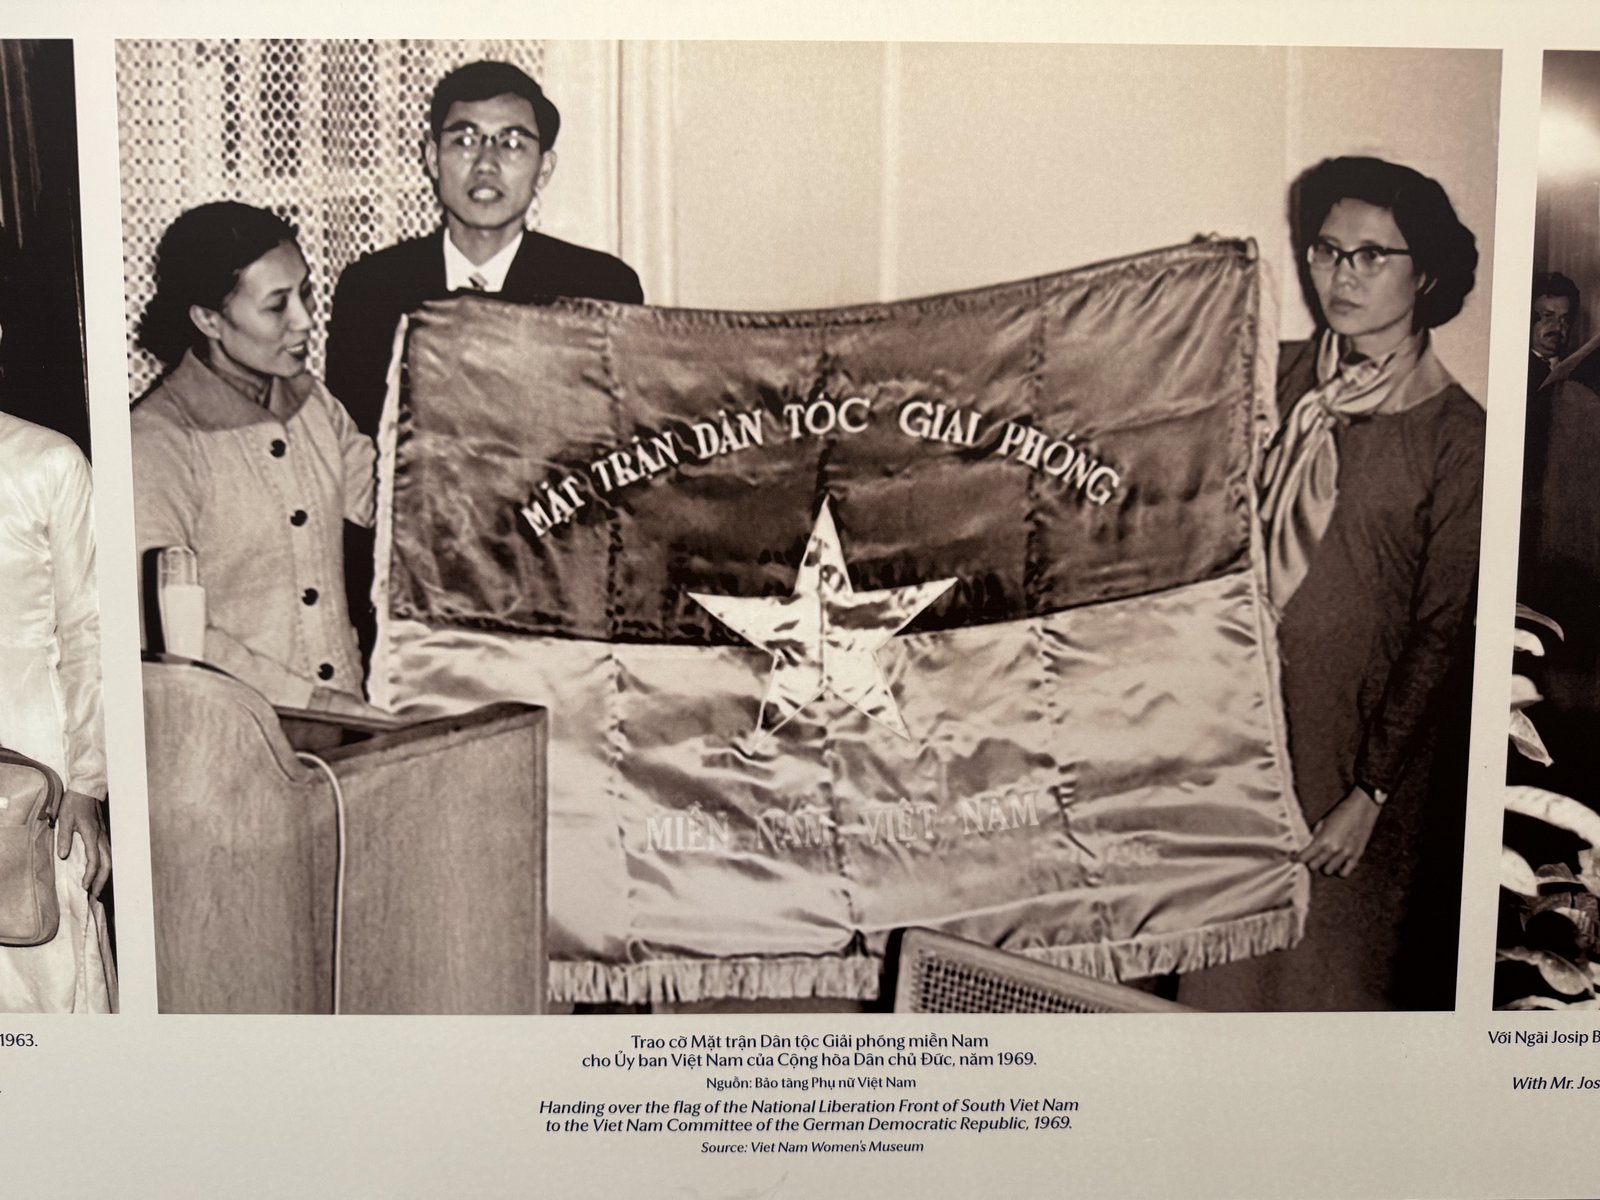 MẶT TRẬN DÂN TỘC GIẢI PHÓNG
MIỀN NAM VIỆT NAM
1963.
Trao cờ Mặt trận Dân tộc Giải phóng miền Nam
cho Ủy ban Việt Nam của Cộng hòa Dân chủ Đức, năm 1969.
Nguồn: Bảo tàng Phụ nữ Việt Nam
Handing over the flag of the National Liberation Front of South Viet Nam
to the Viet Nam Committee of the German Democratic Republic, 1969.
Source: Viet Nam Women's Museum
Với Ngài Josip B
With Mr. Jos